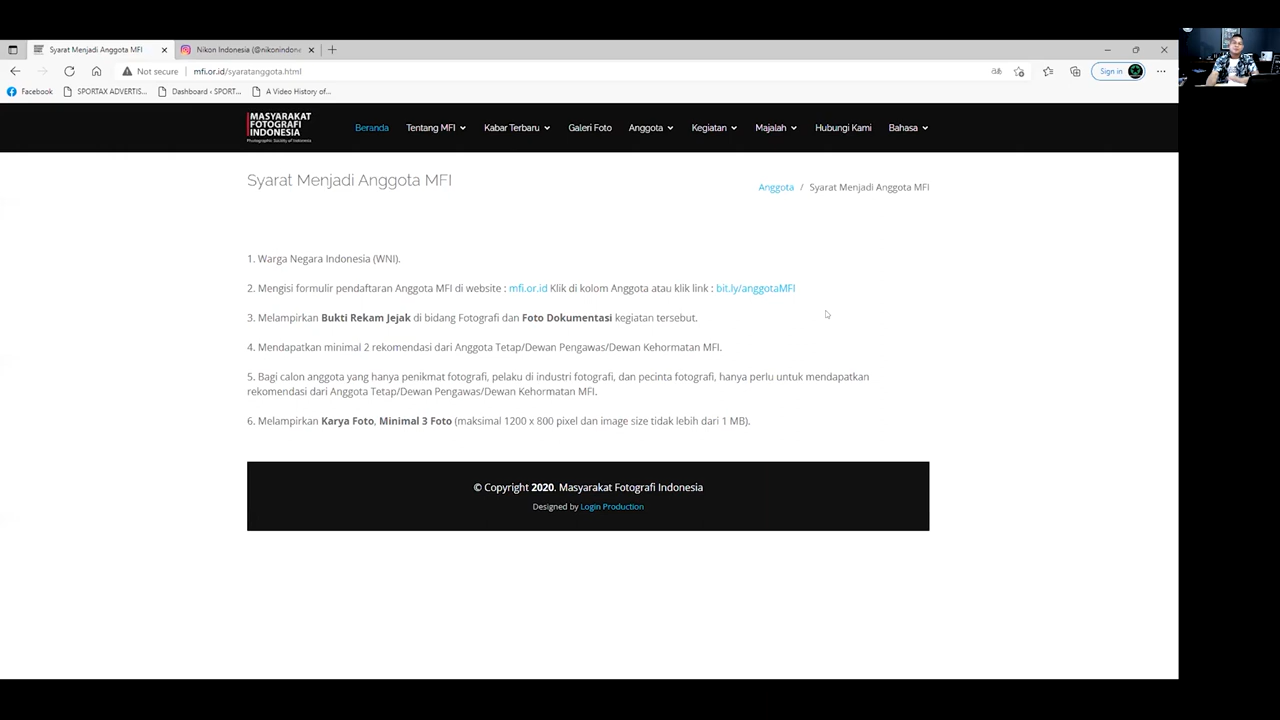 Syarat Menjadi Anggota MFI
Nikon Indonesia (@nikonindone
Not secure
mfi.or.id/syaratanggota.html
Sign in
Facebook
SPORTAX ADVERTIS...
Dashboard ‹ SPORT...
A Video History of...
MASYARAKAT
FOTOGRAFI
INDONESIA
Photographic Society of Indonesia
Beranda
Tentang MFI
Kabar Terbaru
Galeri Foto
Anggota
Kegiatan
Majalah
Hubungi Kami
Bahasa
Syarat Menjadi Anggota MFI
Anggota / Syarat Menjadi Anggota MFI
1. Warga Negara Indonesia (WNI).
2. Mengisi formulir pendaftaran Anggota MFI di website : mfi.or.id Klik di kolom Anggota atau klik link : bit.ly/anggotaMFI
3. Melampirkan Bukti Rekam Jejak di bidang Fotografi dan Foto Dokumentasi kegiatan tersebut.
4. Mendapatkan minimal 2 rekomendasi dari Anggota Tetap/Dewan Pengawas/Dewan Kehormatan MFI.
5. Bagi calon anggota yang hanya penikmat fotografi, pelaku di industri fotografi, dan pecinta fotografi, hanya perlu untuk mendapatkan
rekomendasi dari Anggota Tetap/Dewan Pengawas/Dewan Kehormatan MFI.
6. Melampirkan Karya Foto, Minimal 3 Foto (maksimal 1200 x 800 pixel dan image size tidak lebih dari 1 MB).
© Copyright 2020. Masyarakat Fotografi Indonesia
Designed by Login Production